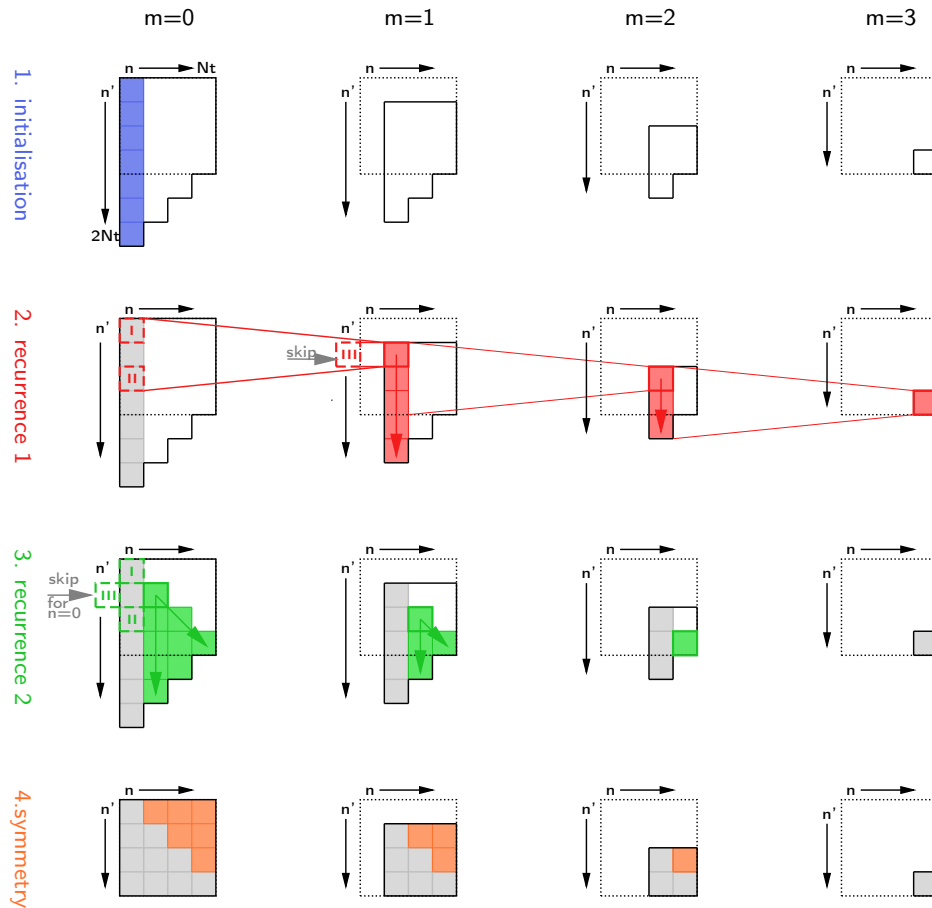 m=0
m=1
m=2
m=3
1. initialisation
n
Nt
n'
2Nt
n
n'
n
n'
n
n'
2. recurrence 1
n
n'
I
II
n
n'
III
skip
n
n'
n
n'
3. recurrence 2
n
n'
I
II
III
skip
for
n=0
n
n'
n
n'
n
n'
4.symmetry
n
n'
n
n'
n
n'
n
n'